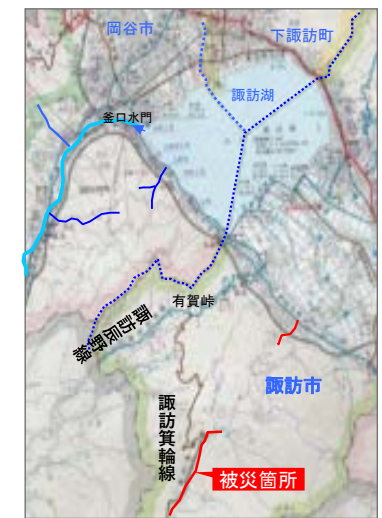 岡谷市
下諏訪町
諏訪湖
釜口水門
有賀峠
諏訪辰野線
諏訪市
諏訪箕輪線
被災箇所